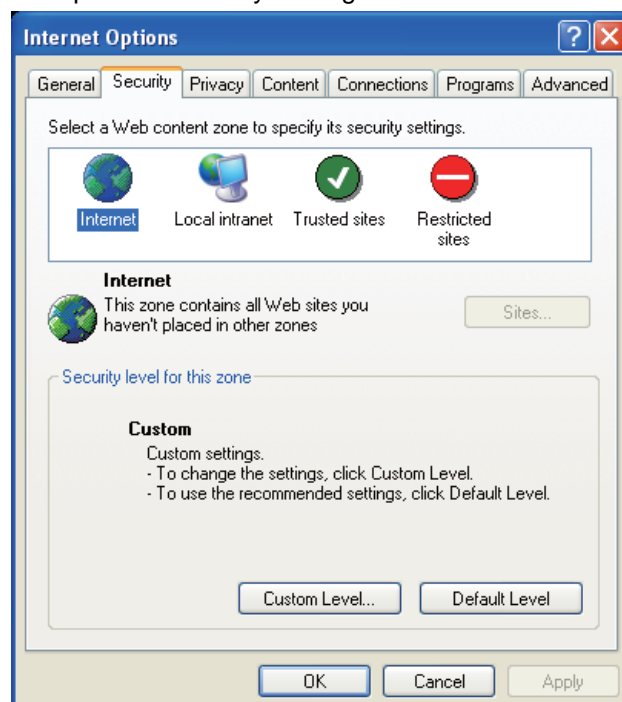 Internet Options
General Security Privacy Content Connections Programs Advanced
Select a Web content zone to specify its security settings.
Internet Local intranet Trusted sites Restricted sites
Internet
This zone contains all Web sites you
haven't placed in other zones
Sites...
Security level for this zone
Custom
Custom settings.
- To change the settings, click Custom Level.
- To use the recommended settings, click Default Level.
Custom Level... Default Level
OK Cancel Apply